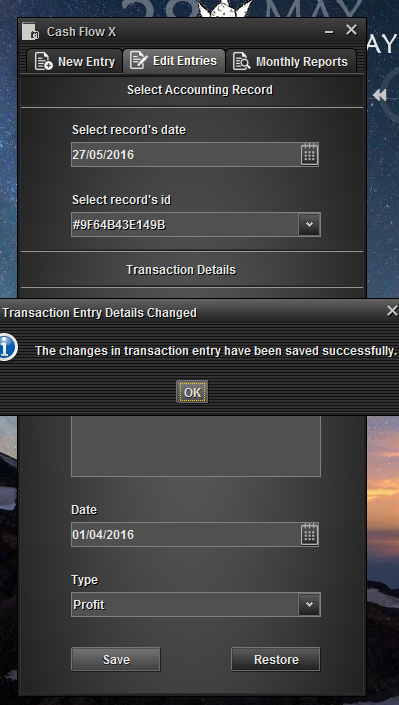 28 MAY
Cash Flow X
AY
New Entry
Edit Entries
Monthly Reports
Select Accounting Record
Select record's date
27/05/2016
Select record's id
#9F64B43E149B
Transaction Details
Transaction Entry Details Changed
The changes in transaction entry have been saved successfully.
OK
Date
01/04/2016
Type
Profit
Save
Restore